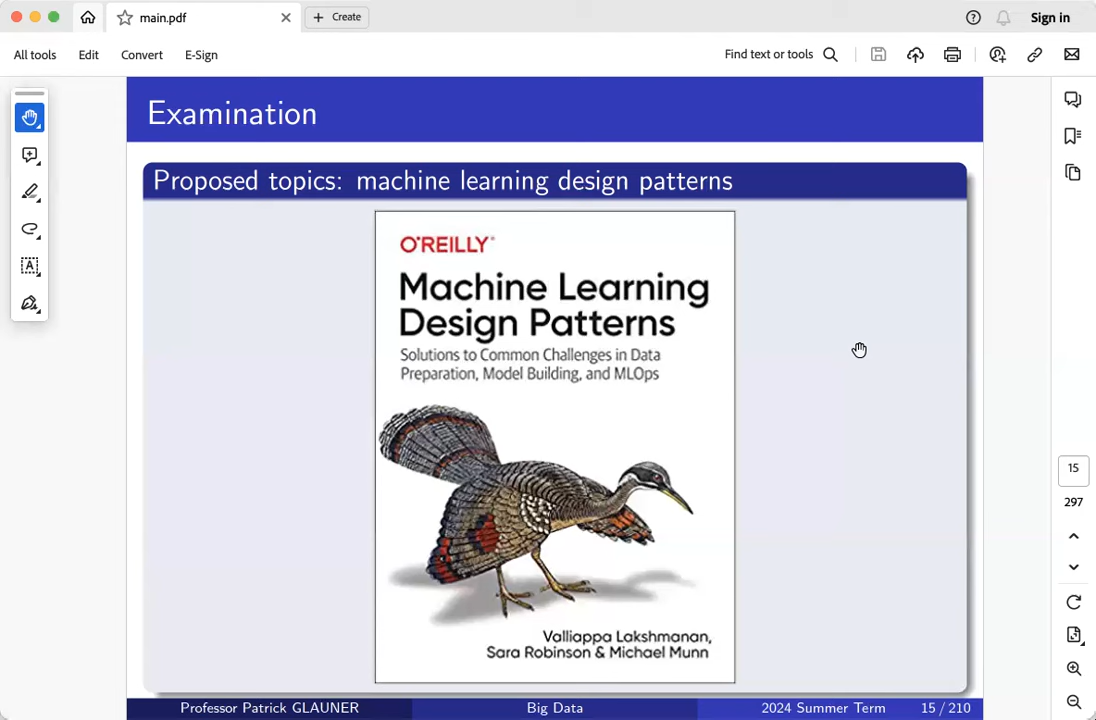 main.pdf
Create
Sign in
All tools
Edit
Convert
E-Sign
Find text or tools
Examination
Proposed topics: machine learning design patterns
O'REILLY®
Machine Learning
Design Patterns
Solutions to Common Challenges in Data
Preparation, Model Building, and MLOps
Valliappa Lakshmanan,
Sara Robinson & Michael Munn
15
297
Professor Patrick GLAUNER
Big Data
2024 Summer Term
15 / 210